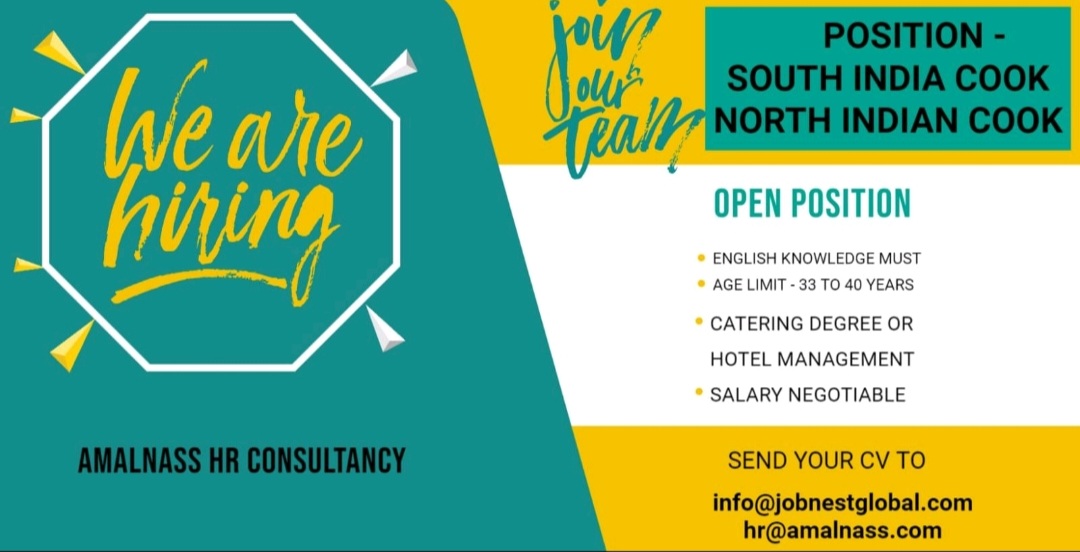 We are
hiring
AMALNASS HR CONSULTANCY
join
our
team
POSITION -
SOUTH INDIA COOK
NORTH INDIAN COOK
OPEN POSITION
• ENGLISH KNOWLEDGE MUST
• AGE LIMIT - 33 TO 40 YEARS
• CATERING DEGREE OR
HOTEL MANAGEMENT
• SALARY NEGOTIABLE
SEND YOUR CV TO
info@jobnestglobal.com
hr@amalnass.com